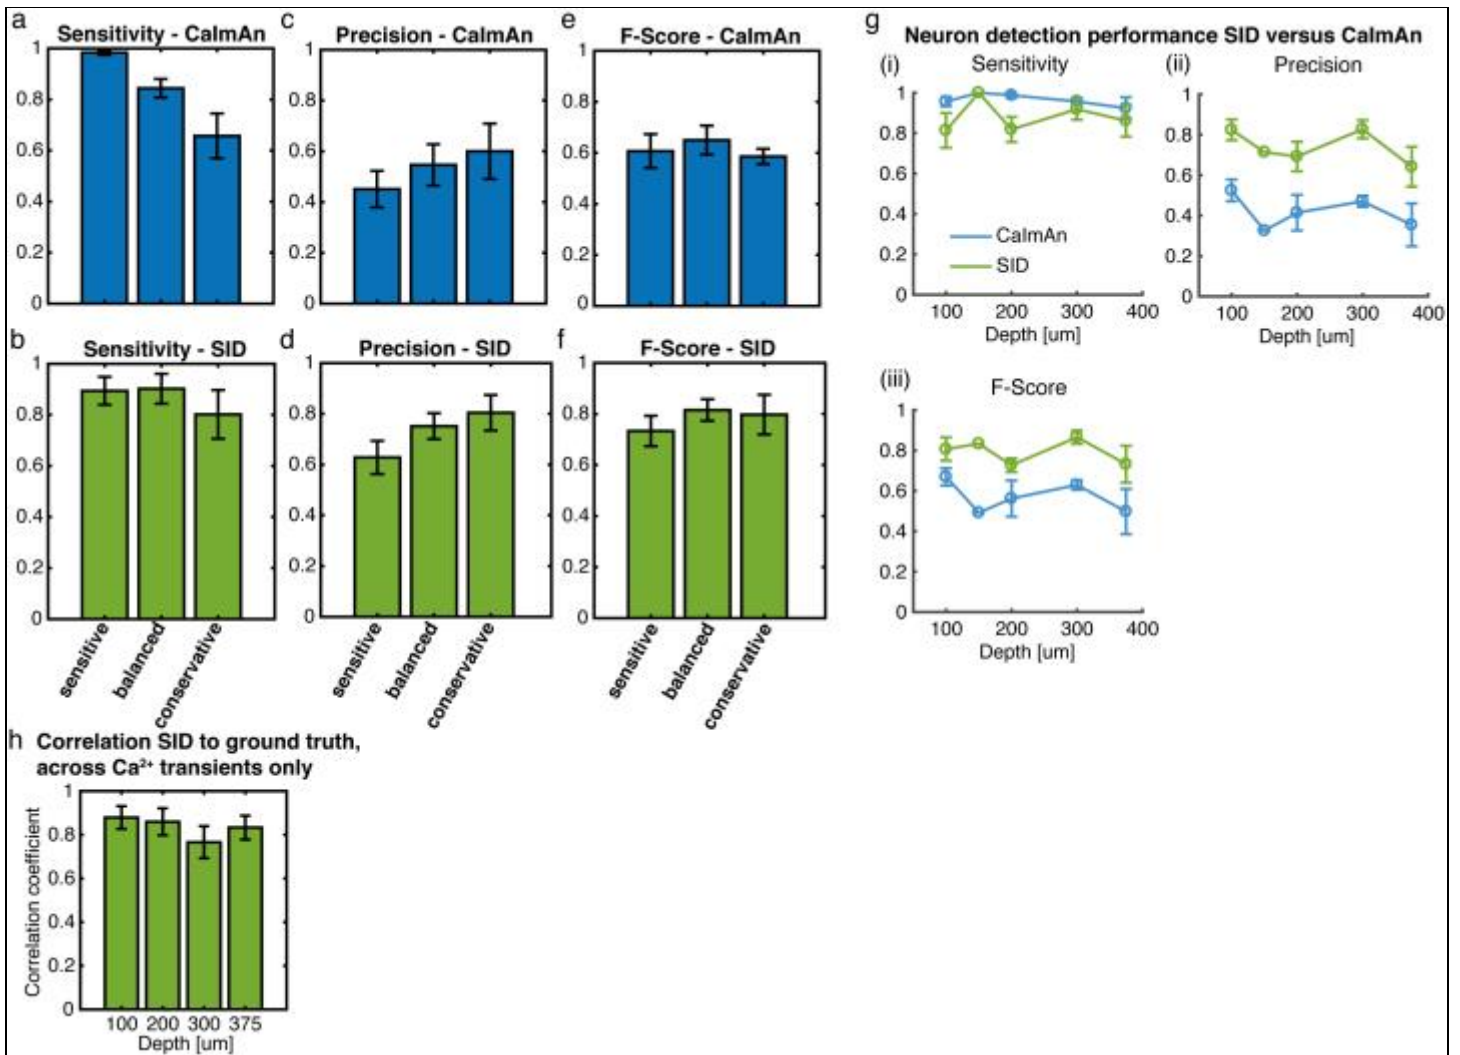 a
Sensitivity - CaImAn
1
0.8
0.6
0.4
0.2
0
c
Precision - CaImAn
1
0.8
0.6
0.4
0.2
0
e
F-Score - CaImAn
1
0.8
0.6
0.4
0.2
0
b
Sensitivity - SID
1
0.8
0.6
0.4
0.2
0
sensitive
balanced
conservative
d
Precision - SID
1
0.8
0.6
0.4
0.2
0
sensitive
balanced
conservative
f
F-Score - SID
1
0.8
0.6
0.4
0.2
0
sensitive
balanced
conservative
g
Neuron detection performance SID versus CaImAn
(i)
Sensitivity
1
0.8
0.6
0.4
0.2
0
CaImAn
SID
100 200 300 400
Depth [um]
(ii)
Precision
1
0.8
0.6
0.4
0.2
0
100 200 300 400
Depth [um]
(iii)
F-Score
1
0.8
0.6
0.4
0.2
0
100 200 300 400
Depth [um]
h
Correlation SID to ground truth,
across Ca²⁺ transients only
Correlation coefficient
1
0.8
0.6
0.4
0.2
0
100 200 300 375
Depth [um]